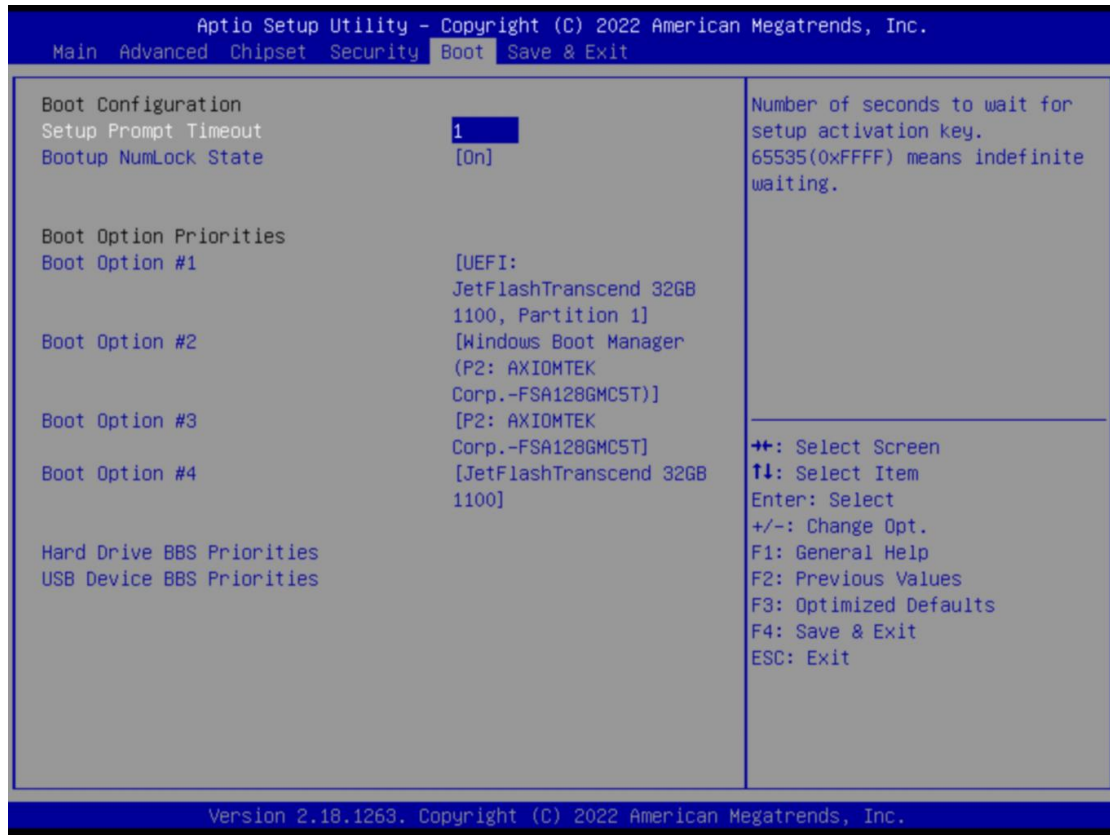 Aptio Setup Utility – Copyright (C) 2022 American Megatrends, Inc.
Main Advanced Chipset Security Boot Save & Exit
Boot Configuration
Setup Prompt Timeout 1
Bootup NumLock State [On]
Boot Option Priorities
Boot Option #1 [UEFI:
JetFlashTranscend 32GB
1100, Partition 1]
Boot Option #2 [Windows Boot Manager
(P2: AXIOMTEK
Corp.-FSA128GMC5T)]
Boot Option #3 [P2: AXIOMTEK
Corp.-FSA128GMC5T]
Boot Option #4 [JetFlashTranscend 32GB
1100]
Hard Drive BBS Priorities
USB Device BBS Priorities
Number of seconds to wait for
setup activation key.
65535(0xFFFF) means indefinite
waiting.
→←: Select Screen
↑↓: Select Item
Enter: Select
+/-: Change Opt.
F1: General Help
F2: Previous Values
F3: Optimized Defaults
F4: Save & Exit
ESC: Exit
Version 2.18.1263. Copyright (C) 2022 American Megatrends, Inc.